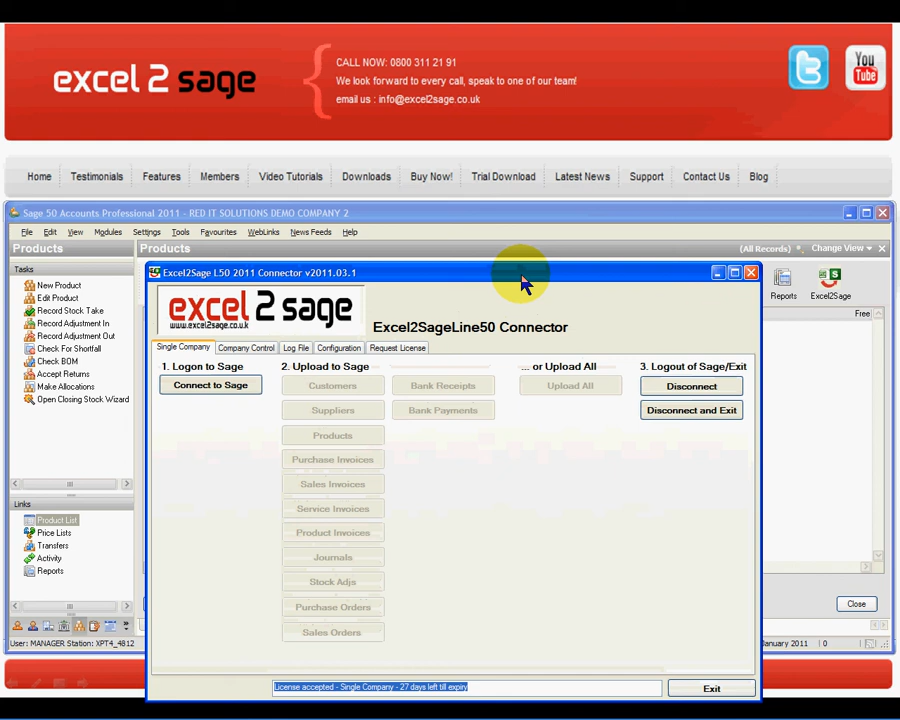 excel 2 sage
CALL NOW: 0800 311 21 91
We look forward to every call, speak to one of our team!
email us : info@excel2sage.co.uk
You
Tube
Home Testimonials Features Members Video Tutorials Downloads Buy Now! Trial Download Latest News Support Contact Us Blog
Sage 50 Accounts Professional 2011 - RED IT SOLUTIONS DEMO COMPANY 2
File Edit View Modules Settings Tools Favourites WebLinks News Feeds Help
Products
Products
(All Records) Change View
Tasks
New Product
Edit Product
Record Stock Take
Record Adjustment In
Record Adjustment Out
Check For Shortfall
Check BOM
Accept Returns
Make Allocations
Open Closing Stock Wizard
Links
Product List
Price Lists
Transfers
Activity
Reports
User: MANAGER Station: XPT4_4812
Reports Excel2Sage
Free
Close
January 2011 0
Excel2Sage L50 2011 Connector v2011.03.1
excel 2 sage
www.excel2sage.co.uk
Excel2SageLine50 Connector
Single Company Company Control Log File Configuration Request License
1. Logon to Sage
Connect to Sage
2. Upload to Sage
Customers
Suppliers
Products
Purchase Invoices
Sales Invoices
Service Invoices
Product Invoices
Journals
Stock Adjs
Purchase Orders
Sales Orders
Bank Receipts
Bank Payments
... or Upload All
Upload All
3. Logout of Sage/Exit
Disconnect
Disconnect and Exit
License accepted - Single Company - 27 days left till expiry
Exit